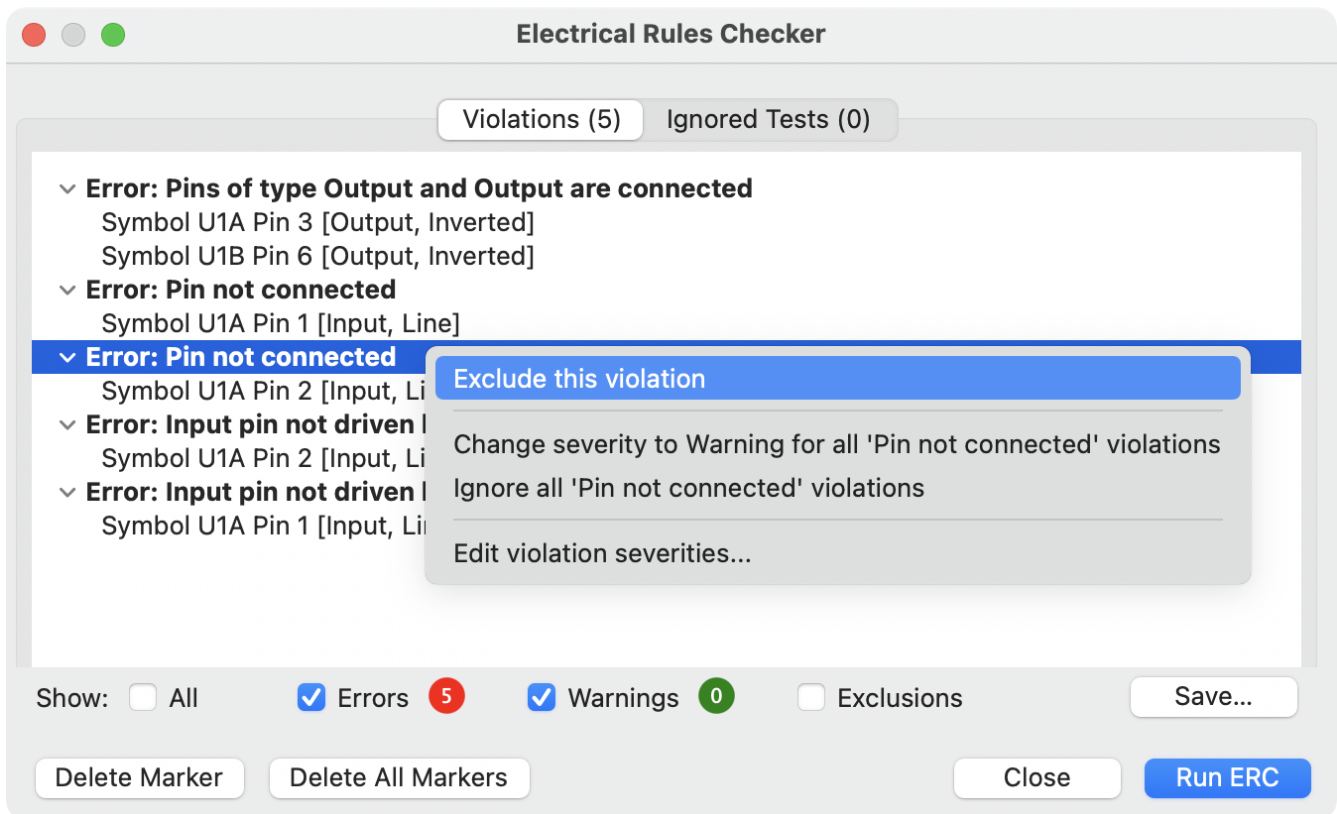 Electrical Rules Checker
Violations (5) Ignored Tests (0)
Error: Pins of type Output and Output are connected
Symbol U1A Pin 3 [Output, Inverted]
Symbol U1B Pin 6 [Output, Inverted]
Error: Pin not connected
Symbol U1A Pin 1 [Input, Line]
Error: Pin not connected
Symbol U1A Pin 2 [Input, Li
Error: Input pin not driven
Symbol U1A Pin 2 [Input, Li
Error: Input pin not driven
Symbol U1A Pin 1 [Input, Li
Exclude this violation
Change severity to Warning for all 'Pin not connected' violations
Ignore all 'Pin not connected' violations
Edit violation severities...
Show: All Errors 5 Warnings 0 Exclusions Save...
Delete Marker Delete All Markers Close Run ERC